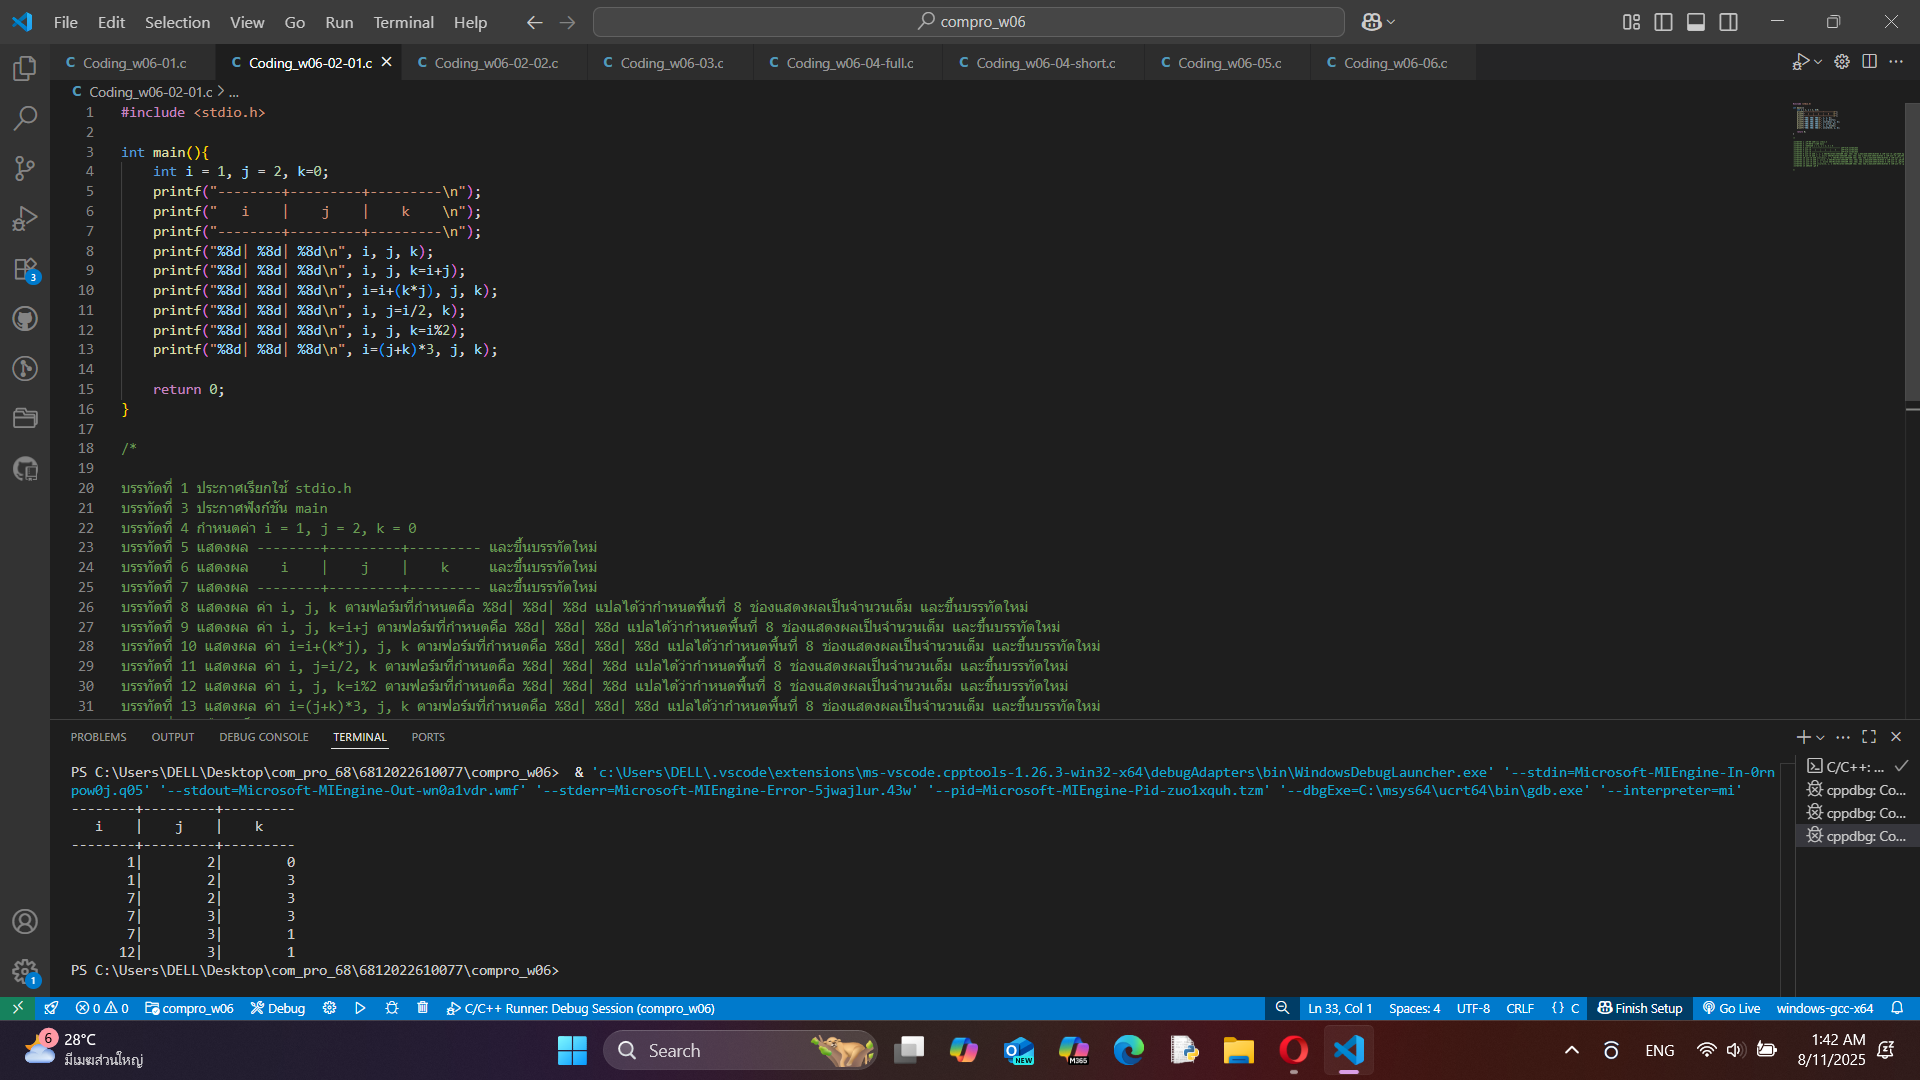 File Edit Selection View Go Run Terminal Help
compro_w06
Coding_w06-01.c
Coding_w06-02-01.c
Coding_w06-02-02.c
Coding_w06-03.c
Coding_w06-04-full.c
Coding_w06-04-short.c
Coding_w06-05.c
Coding_w06-06.c
C Coding_w06-02-01.c > ...
1 #include <stdio.h>
2
3 int main(){
4     int i = 1, j = 2, k=0;
5     printf("--------+---------+---------\n");
6     printf("   i    |    j    |    k    \n");
7     printf("--------+---------+---------\n");
8     printf("%8d| %8d| %8d\n", i, j, k);
9     printf("%8d| %8d| %8d\n", i, j, k=i+j);
10     printf("%8d| %8d| %8d\n", i=i+(k*j), j, k);
11     printf("%8d| %8d| %8d\n", i, j=i/2, k);
12     printf("%8d| %8d| %8d\n", i, j, k=i%2);
13     printf("%8d| %8d| %8d\n", i=(j+k)*3, j, k);
14
15     return 0;
16 }
17
18 /*
19
20 บรรทัดที่ 1 ประกาศเรียกใช้ stdio.h
21 บรรทัดที่ 3 ประกาศฟังก์ชัน main
22 บรรทัดที่ 4 กำหนดค่า i = 1, j = 2, k = 0
23 บรรทัดที่ 5 แสดงผล --------+---------+--------- และขึ้นบรรทัดใหม่
24 บรรทัดที่ 6 แสดงผล    i    |    j    |    k     และขึ้นบรรทัดใหม่
25 บรรทัดที่ 7 แสดงผล --------+---------+--------- และขึ้นบรรทัดใหม่
26 บรรทัดที่ 8 แสดงผล ค่า i, j, k ตามฟอร์มที่กำหนดคือ %8d| %8d| %8d แปลได้ว่ากำหนดพื้นที่ 8 ช่องแสดงผลเป็นจำนวนเต็ม และขึ้นบรรทัดใหม่
27 บรรทัดที่ 9 แสดงผล ค่า i, j, k=i+j ตามฟอร์มที่กำหนดคือ %8d| %8d| %8d แปลได้ว่ากำหนดพื้นที่ 8 ช่องแสดงผลเป็นจำนวนเต็ม และขึ้นบรรทัดใหม่
28 บรรทัดที่ 10 แสดงผล ค่า i=i+(k*j), j, k ตามฟอร์มที่กำหนดคือ %8d| %8d| %8d แปลได้ว่ากำหนดพื้นที่ 8 ช่องแสดงผลเป็นจำนวนเต็ม และขึ้นบรรทัดใหม่
29 บรรทัดที่ 11 แสดงผล ค่า i, j=i/2, k ตามฟอร์มที่กำหนดคือ %8d| %8d| %8d แปลได้ว่ากำหนดพื้นที่ 8 ช่องแสดงผลเป็นจำนวนเต็ม และขึ้นบรรทัดใหม่
30 บรรทัดที่ 12 แสดงผล ค่า i, j, k=i%2 ตามฟอร์มที่กำหนดคือ %8d| %8d| %8d แปลได้ว่ากำหนดพื้นที่ 8 ช่องแสดงผลเป็นจำนวนเต็ม และขึ้นบรรทัดใหม่
31 บรรทัดที่ 13 แสดงผล ค่า i=(j+k)*3, j, k ตามฟอร์มที่กำหนดคือ %8d| %8d| %8d แปลได้ว่ากำหนดพื้นที่ 8 ช่องแสดงผลเป็นจำนวนเต็ม และขึ้นบรรทัดใหม่
PROBLEMS OUTPUT DEBUG CONSOLE TERMINAL PORTS
PS C:\Users\DELL\Desktop\com_pro_68\6812022610077\compro_w06>  & 'c:\Users\DELL\.vscode\extensions\ms-vscode.cpptools-1.26.3-win32-x64\debugAdapters\bin\WindowsDebugLauncher.exe' '--stdin=Microsoft-MIEngine-In-0rn
pow0j.q05' '--stdout=Microsoft-MIEngine-Out-wn0a1vdr.wmf' '--stderr=Microsoft-MIEngine-Error-5jwajlur.43w' '--pid=Microsoft-MIEngine-Pid-zuo1xquh.tzm' '--dbgExe=C:\msys64\ucrt64\bin\gdb.exe' '--interpreter=mi'
--------+---------+---------
   i    |    j    |    k
--------+---------+---------
       1|        2|        0
       1|        2|        3
       7|        2|        3
       7|        3|        3
       7|        3|        1
      12|        3|        1
PS C:\Users\DELL\Desktop\com_pro_68\6812022610077\compro_w06>
C/C++: ...
cppdbg: Co...
cppdbg: Co...
cppdbg: Co...
3
1
0 0 compro_w06 Debug C/C++ Runner: Debug Session (compro_w06)
Ln 33, Col 1 Spaces: 4 UTF-8 CRLF {} C Finish Setup Go Live windows-gcc-x64
6 28°C
มีเมฆส่วนใหญ่
Search
NEW
M365
ENG
1:42 AM
8/11/2025